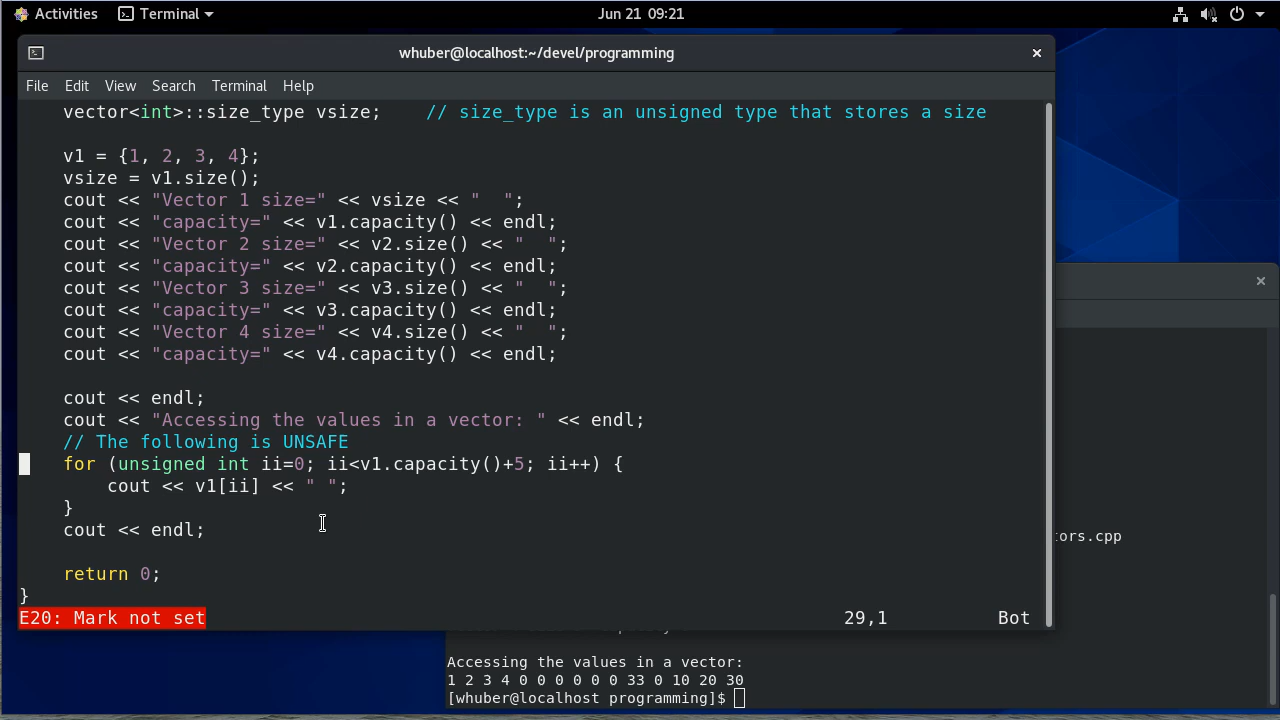 Activities Terminal Jun 21 09:21
whuber@localhost:~/devel/programming
File Edit View Search Terminal Help
vector<int>::size_type vsize;    // size_type is an unsigned type that stores a size
v1 = {1, 2, 3, 4};
vsize = v1.size();
cout << "Vector 1 size=" << vsize << "  ";
cout << "capacity=" << v1.capacity() << endl;
cout << "Vector 2 size=" << v2.size() << "  ";
cout << "capacity=" << v2.capacity() << endl;
cout << "Vector 3 size=" << v3.size() << "  ";
cout << "capacity=" << v3.capacity() << endl;
cout << "Vector 4 size=" << v4.size() << "  ";
cout << "capacity=" << v4.capacity() << endl;
cout << endl;
cout << "Accessing the values in a vector: " << endl;
// The following is UNSAFE
for (unsigned int ii=0; ii<v1.capacity()+5; ii++) {
cout << v1[ii] << " ";
}
cout << endl;
return 0;
}
E20: Mark not set 29,1 Bot
tors.cpp
Accessing the values in a vector:
1 2 3 4 0 0 0 0 0 0 33 0 10 20 30
[whuber@localhost programming]$